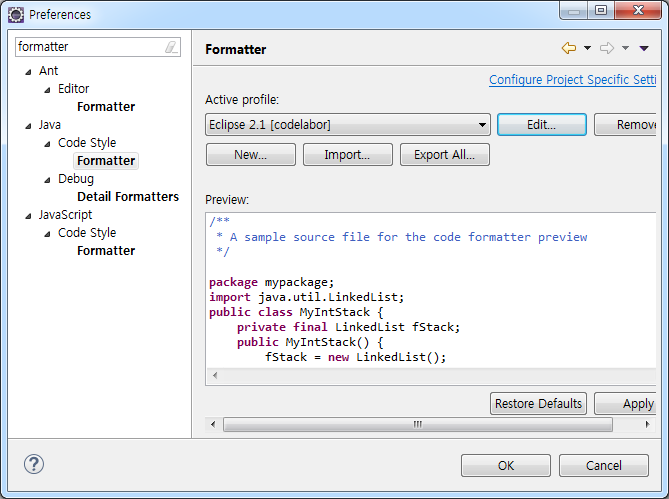 Preferences
formatter
Ant
Editor
Formatter
Java
Code Style
Formatter
Debug
Detail Formatters
JavaScript
Code Style
Formatter
Formatter
Configure Project Specific Setti
Active profile:
Eclipse 2.1 [codelabor]
Edit...
Remove
New...
Import...
Export All...
Preview:
/**
 * A sample source file for the code formatter preview
 */
package mypackage;
import java.util.LinkedList;
public class MyIntStack {
    private final LinkedList fStack;
    public MyIntStack() {
        fStack = new LinkedList();
Restore Defaults
Apply
?
OK
Cancel